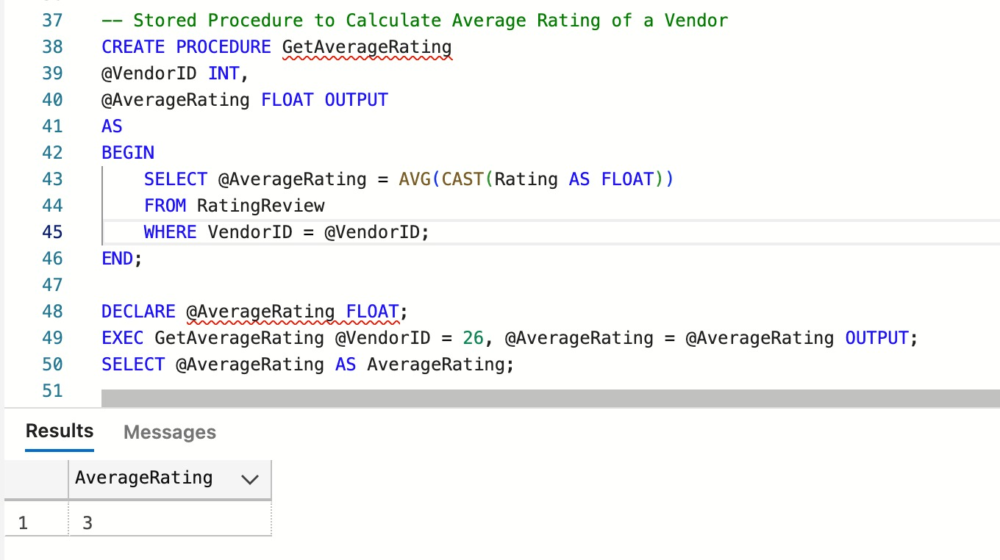 37 -- Stored Procedure to Calculate Average Rating of a Vendor
38 CREATE PROCEDURE GetAverageRating
39 @VendorID INT,
40 @AverageRating FLOAT OUTPUT
41 AS
42 BEGIN
43     SELECT @AverageRating = AVG(CAST(Rating AS FLOAT))
44     FROM RatingReview
45     WHERE VendorID = @VendorID;
46 END;
47
48 DECLARE @AverageRating FLOAT;
49 EXEC GetAverageRating @VendorID = 26, @AverageRating = @AverageRating OUTPUT;
50 SELECT @AverageRating AS AverageRating;
51
Results Messages
AverageRating
1 3